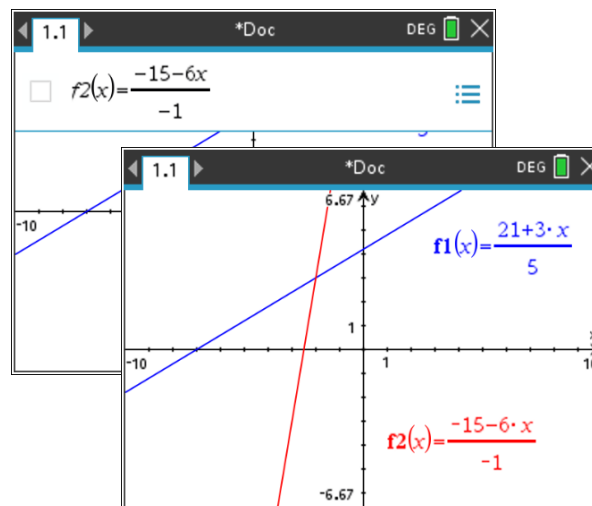 1.1 *Doc DEG
f2(x)=(-15-6x)/(-1)
-10
1.1 *Doc DEG
6.67 y
f1(x)=(21+3·x)/5
1
x
-10 1 10
f2(x)=(-15-6·x)/(-1)
-6.67